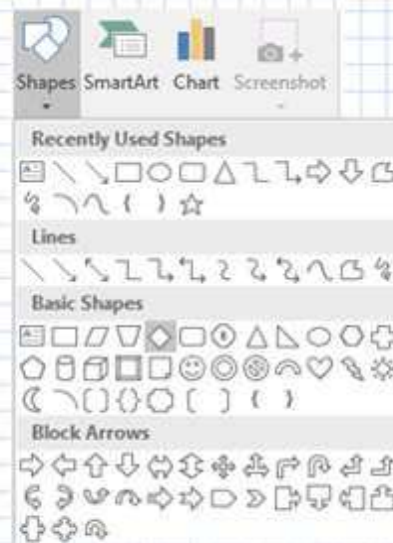 Shapes SmartArt Chart Screenshot
Recently Used Shapes
Lines
Basic Shapes
Block Arrows